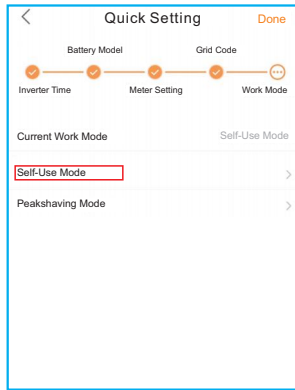 Quick Setting Done
Battery Model Grid Code
Inverter Time Meter Setting Work Mode
Current Work Mode Self-Use Mode
Self-Use Mode
Peakshaving Mode